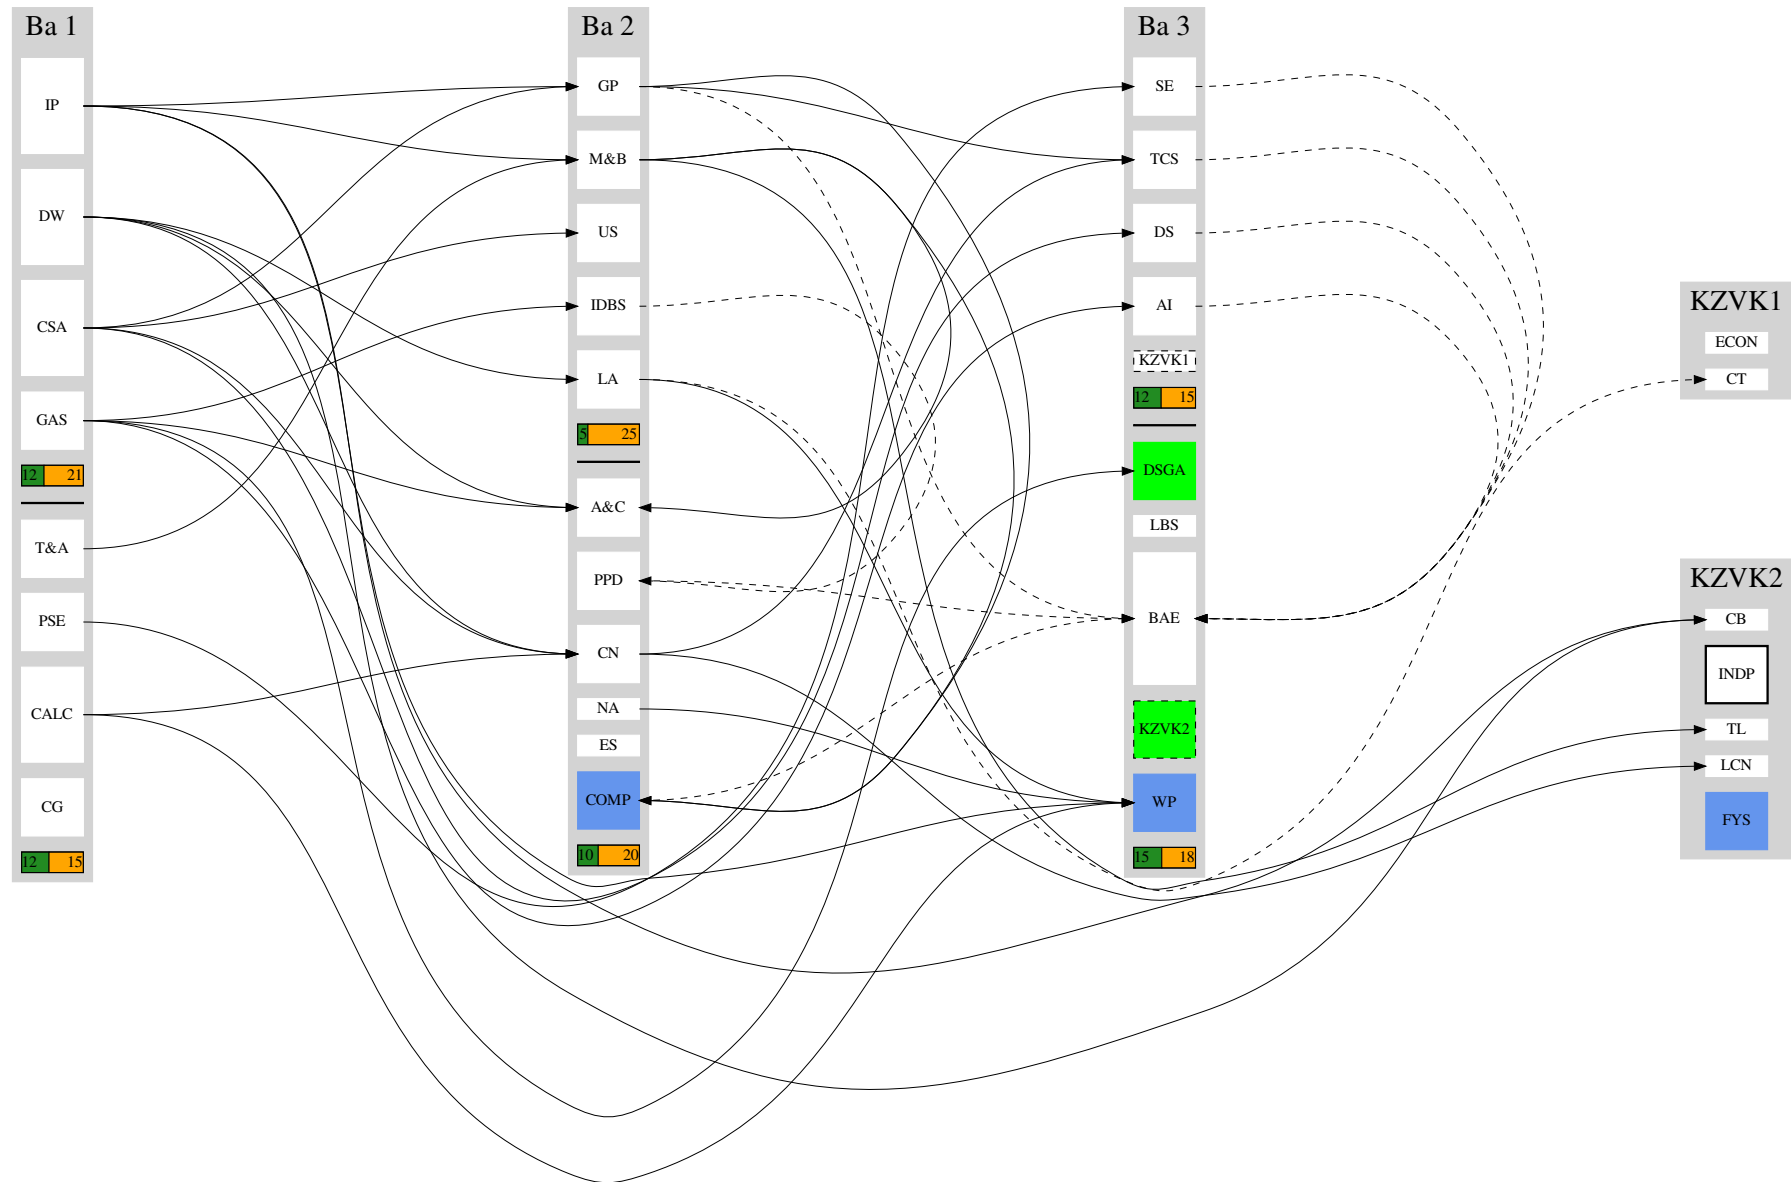 Ba 1
IP
DW
CSA
GAS
12 21
T&A
PSE
CALC
CG
12 15
Ba 2
GP
M&B
US
IDBS
LA
5 25
A&C
PPD
CN
NA
ES
COMP
10 20
Ba 3
SE
TCS
DS
AI
KZVK1
12 15
DSGA
LBS
BAE
KZVK2
WP
15 18
KZVK1
ECON
CT
KZVK2
CB
INDP
TL
LCN
FYS